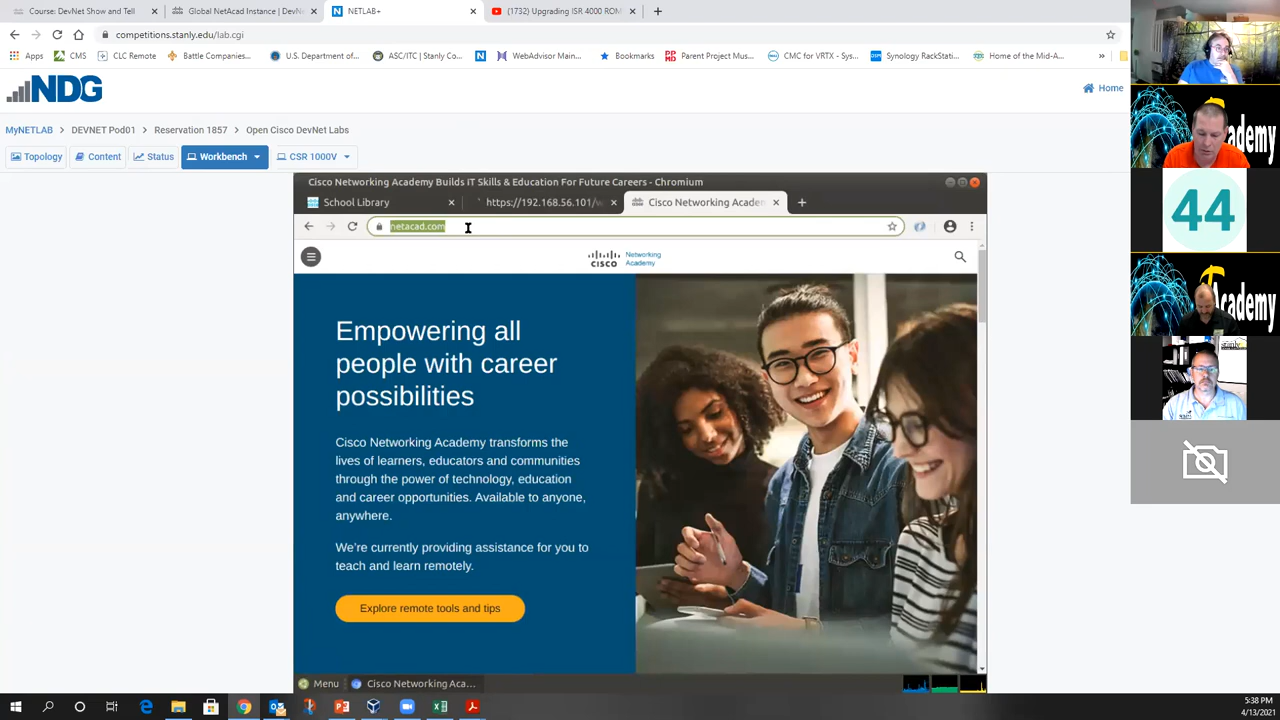 Course: DevNet Show and Tell
Global NetAcad Instance | DevN
NETLAB+
(1732) Upgrading ISR 4000 ROM
competitions.stanly.edu/lab.cgi
Apps
CMS
CLC Remote
Battle Companies...
U.S. Department of...
ASC/ITC | Stanly Co...
WebAdvisor Main...
Bookmarks
Parent Project Mus...
CMC for VRTX - Sys...
Synology RackStati...
Home of the Mid-A...
»
NDG
Home
MyNETLAB
DEVNET Pod01
Reservation 1857
Open Cisco DevNet Labs
Topology
Content
Status
Workbench
CSR 1000V
Cisco Networking Academy Builds IT Skills & Education For Future Careers - Chromium
School Library
https://192.168.56.101/w
Cisco Networking Academ
netacad.com
cisco
Networking
Academy
Empowering all
people with career
possibilities
Cisco Networking Academy transforms the
lives of learners, educators and communities
through the power of technology, education
and career opportunities. Available to anyone,
anywhere.
We're currently providing assistance for you to
teach and learn remotely.
Explore remote tools and tips
Menu
Cisco Networking Aca...
cademy
44
cademy
5:38 PM
4/13/2021